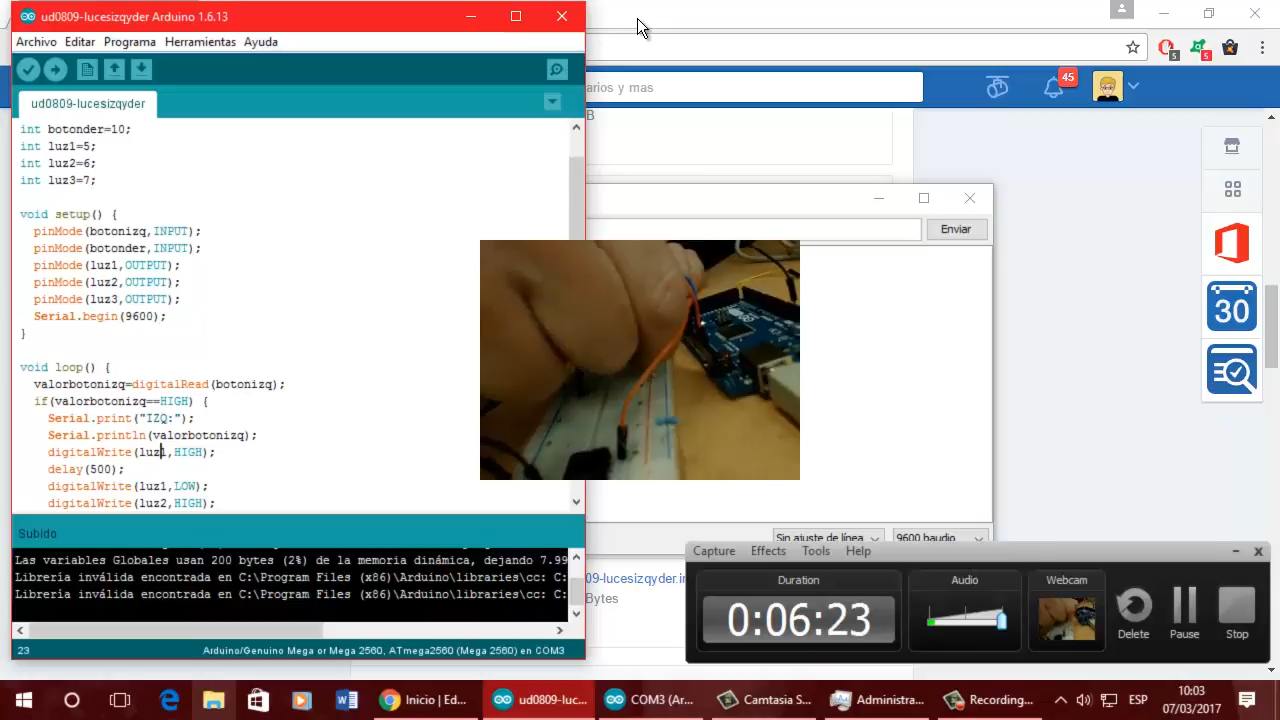 ud0809-lucesizqyder Arduino 1.6.13
Archivo Editar Programa Herramientas Ayuda
ud0809-lucesizqyder
int botonder=10;
int luz1=5;
int luz2=6;
int luz3=7;
void setup() {
pinMode(botonizq,INPUT);
pinMode(botonder,INPUT);
pinMode(luz1,OUTPUT);
pinMode(luz2,OUTPUT);
pinMode(luz3,OUTPUT);
Serial.begin(9600);
}
void loop() {
valorbotonizq=digitalRead(botonizq);
if(valorbotonizq==HIGH) {
Serial.print("IZQ:");
Serial.println(valorbotonizq);
digitalWrite(luz1,HIGH);
delay(500);
digitalWrite(luz1,LOW);
digitalWrite(luz2,HIGH);
Subido
Las variables Globales usan 200 bytes (2%) de la memoria dinámica, dejando 7.99
Librería inválida encontrada en C:\Program Files (x86)\Arduino\libraries\cc: C:
Librería inválida encontrada en C:\Program Files (x86)\Arduino\libraries\cc: C:
23 Arduino/Genuino Mega or Mega 2560, ATmega2560 (Mega 2560) en COM3
5 5
arios y mas
45
B
Enviar
30
Sin ajuste de línea 9600 baudio
09-lucesizqyder.in
Bytes
Capture Effects Tools Help
Duration
0:06:23
Audio
Webcam
Delete Pause Stop
Inicio | Ed...
ud0809-luc...
COM3 (Ar...
Camtasia S...
Administra...
Recording...
ESP
10:03
07/03/2017